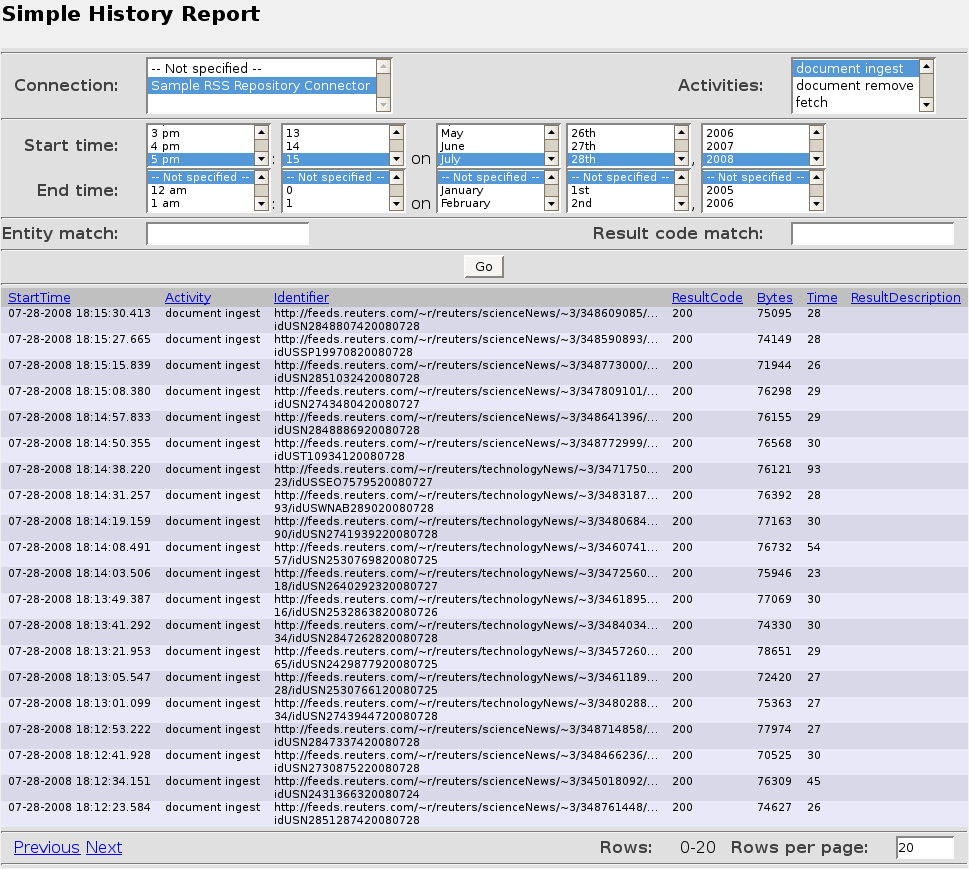 Simple History Report
Connection:
-- Not specified --
Sample RSS Repository Connector
Activities:
document ingest
document remove
fetch
Start time:
3 pm
4 pm
5 pm
:
13
14
15
on
May
June
July
26th
27th
28th
,
2006
2007
2008
End time:
-- Not specified --
12 am
1 am
:
-- Not specified --
0
1
on
-- Not specified --
January
February
-- Not specified --
1st
2nd
,
-- Not specified --
2005
2006
Entity match:
Result code match:
Go
StartTime Activity Identifier ResultCode Bytes Time ResultDescription
07-28-2008 18:15:30.413 document ingest http://feeds.reuters.com/~r/reuters/scienceNews/~3/348609085/... 200 75095 28
idUSN2848807420080728
07-28-2008 18:15:27.665 document ingest http://feeds.reuters.com/~r/reuters/scienceNews/~3/348590893/... 200 74149 28
idUSSP19970820080728
07-28-2008 18:15:15.839 document ingest http://feeds.reuters.com/~r/reuters/scienceNews/~3/348773000/... 200 71944 26
idUSN2851032420080728
07-28-2008 18:15:08.380 document ingest http://feeds.reuters.com/~r/reuters/scienceNews/~3/347809101/... 200 76298 29
idUSN2743480420080727
07-28-2008 18:14:57.833 document ingest http://feeds.reuters.com/~r/reuters/scienceNews/~3/348641396/... 200 76155 29
idUSN2848886920080728
07-28-2008 18:14:50.355 document ingest http://feeds.reuters.com/~r/reuters/scienceNews/~3/348772999/... 200 76568 30
idUST10934120080728
07-28-2008 18:14:38.220 document ingest http://feeds.reuters.com/~r/reuters/technologyNews/~3/3471750... 200 76121 93
23/idUSSEO7579520080727
07-28-2008 18:14:31.257 document ingest http://feeds.reuters.com/~r/reuters/technologyNews/~3/3483187... 200 76392 28
93/idUSWNAB289020080728
07-28-2008 18:14:19.159 document ingest http://feeds.reuters.com/~r/reuters/technologyNews/~3/3480684... 200 77163 30
90/idUSN2741939220080728
07-28-2008 18:14:08.491 document ingest http://feeds.reuters.com/~r/reuters/technologyNews/~3/3460741... 200 76732 54
57/idUSN2530769820080725
07-28-2008 18:14:03.506 document ingest http://feeds.reuters.com/~r/reuters/technologyNews/~3/3472560... 200 75946 23
18/idUSN2640292320080727
07-28-2008 18:13:49.387 document ingest http://feeds.reuters.com/~r/reuters/technologyNews/~3/3461895... 200 77069 30
16/idUSN2532863820080726
07-28-2008 18:13:41.292 document ingest http://feeds.reuters.com/~r/reuters/technologyNews/~3/3484034... 200 74330 30
34/idUSN2847262820080728
07-28-2008 18:13:21.953 document ingest http://feeds.reuters.com/~r/reuters/technologyNews/~3/3457260... 200 78651 29
65/idUSN2429877920080725
07-28-2008 18:13:05.547 document ingest http://feeds.reuters.com/~r/reuters/technologyNews/~3/3461189... 200 72420 27
28/idUSN2530766120080725
07-28-2008 18:13:01.099 document ingest http://feeds.reuters.com/~r/reuters/technologyNews/~3/3480288... 200 75363 27
34/idUSN2743944720080728
07-28-2008 18:12:53.222 document ingest http://feeds.reuters.com/~r/reuters/scienceNews/~3/348714858/... 200 77974 27
idUSN2847337420080728
07-28-2008 18:12:41.928 document ingest http://feeds.reuters.com/~r/reuters/scienceNews/~3/348466236/... 200 70525 30
idUSN2730875220080728
07-28-2008 18:12:34.151 document ingest http://feeds.reuters.com/~r/reuters/scienceNews/~3/345018092/... 200 76309 45
idUSN2431366320080724
07-28-2008 18:12:23.584 document ingest http://feeds.reuters.com/~r/reuters/scienceNews/~3/348761448/... 200 74627 26
idUSN2851287420080728
Previous Next Rows: 0-20 Rows per page: 20